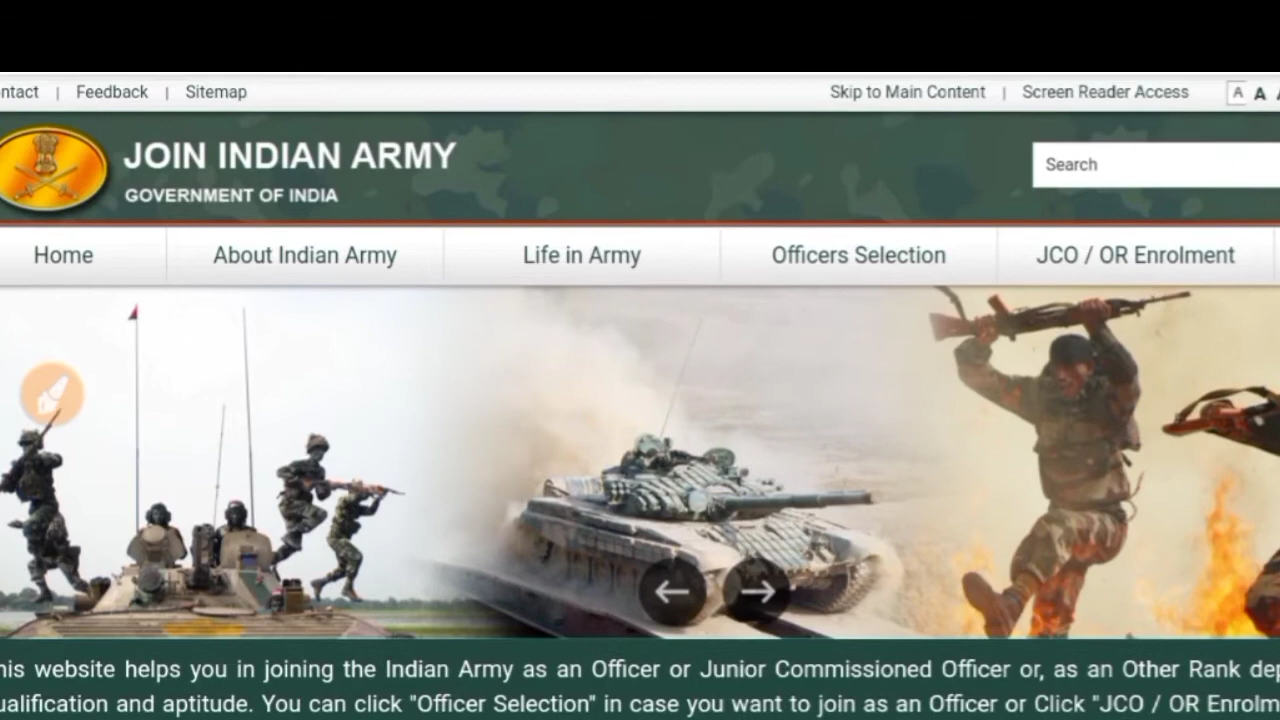 ntact | Feedback | Sitemap Skip to Main Content | Screen Reader Access A A
JOIN INDIAN ARMY
GOVERNMENT OF INDIA
Search
Home About Indian Army Life in Army Officers Selection JCO / OR Enrolment
his website helps you in joining the Indian Army as an Officer or Junior Commissioned Officer or, as an Other Rank dep
ualification and aptitude. You can click "Officer Selection" in case you want to join as an Officer or Click "JCO / OR Enrolm